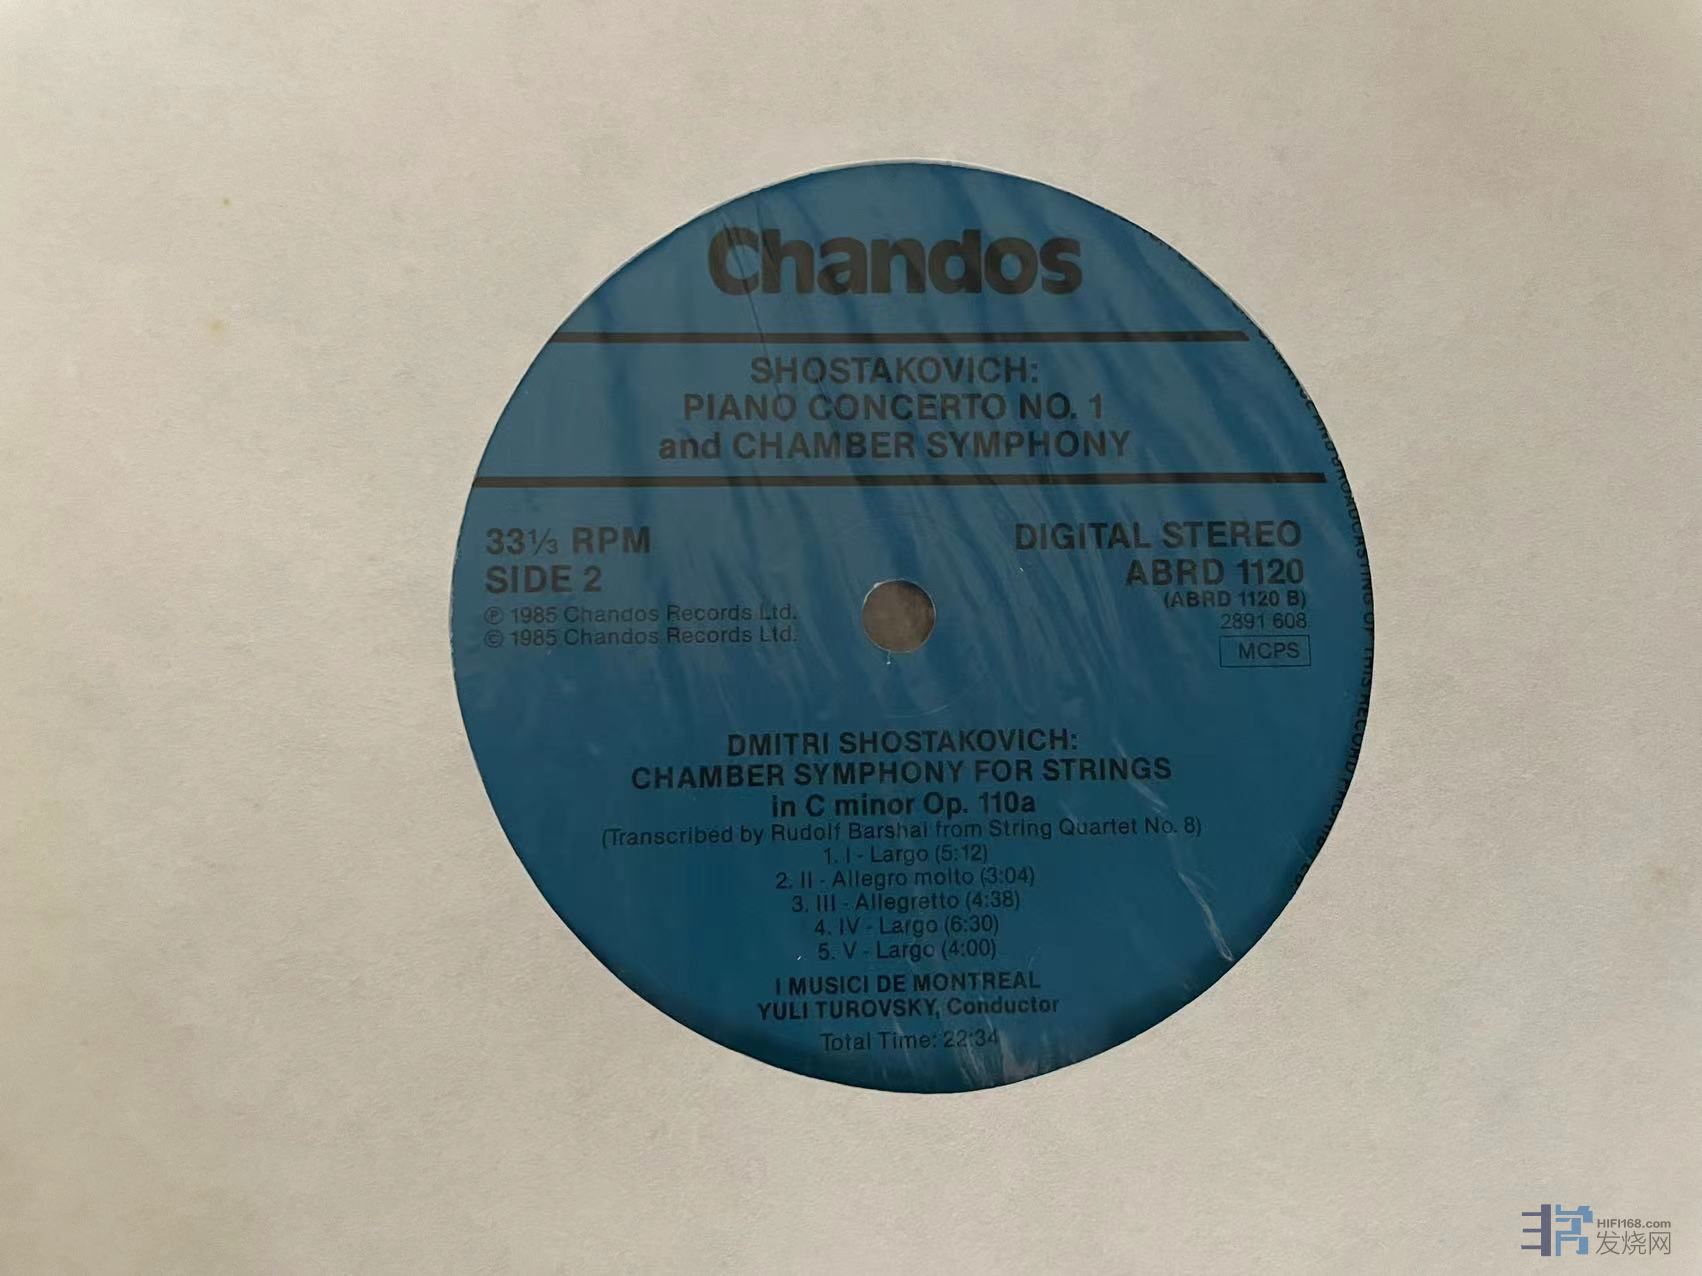 Chandos
SHOSTAKOVICH:
PIANO CONCERTO NO. 1
and CHAMBER SYMPHONY
33⅓ RPM
SIDE 2
℗ 1985 Chandos Records Ltd.
© 1985 Chandos Records Ltd.
DIGITAL STEREO
ABRD 1120
(ABRD 1120 B)
2891 608
MCPS
DMITRI SHOSTAKOVICH:
CHAMBER SYMPHONY FOR STRINGS
in C minor Op. 110a
(Transcribed by Rudolf Barshai from String Quartet No. 8)
1. I - Largo (5:12)
2. II - Allegro molto (3:04)
3. III - Allegretto (4:38)
4. IV - Largo (6:30)
5. V - Largo (4:00)
I MUSICI DE MONTREAL
YULI TUROVSKY, Conductor
Total Time: 22:34
OF THIS RECORD
HIFI168.com
发烧网